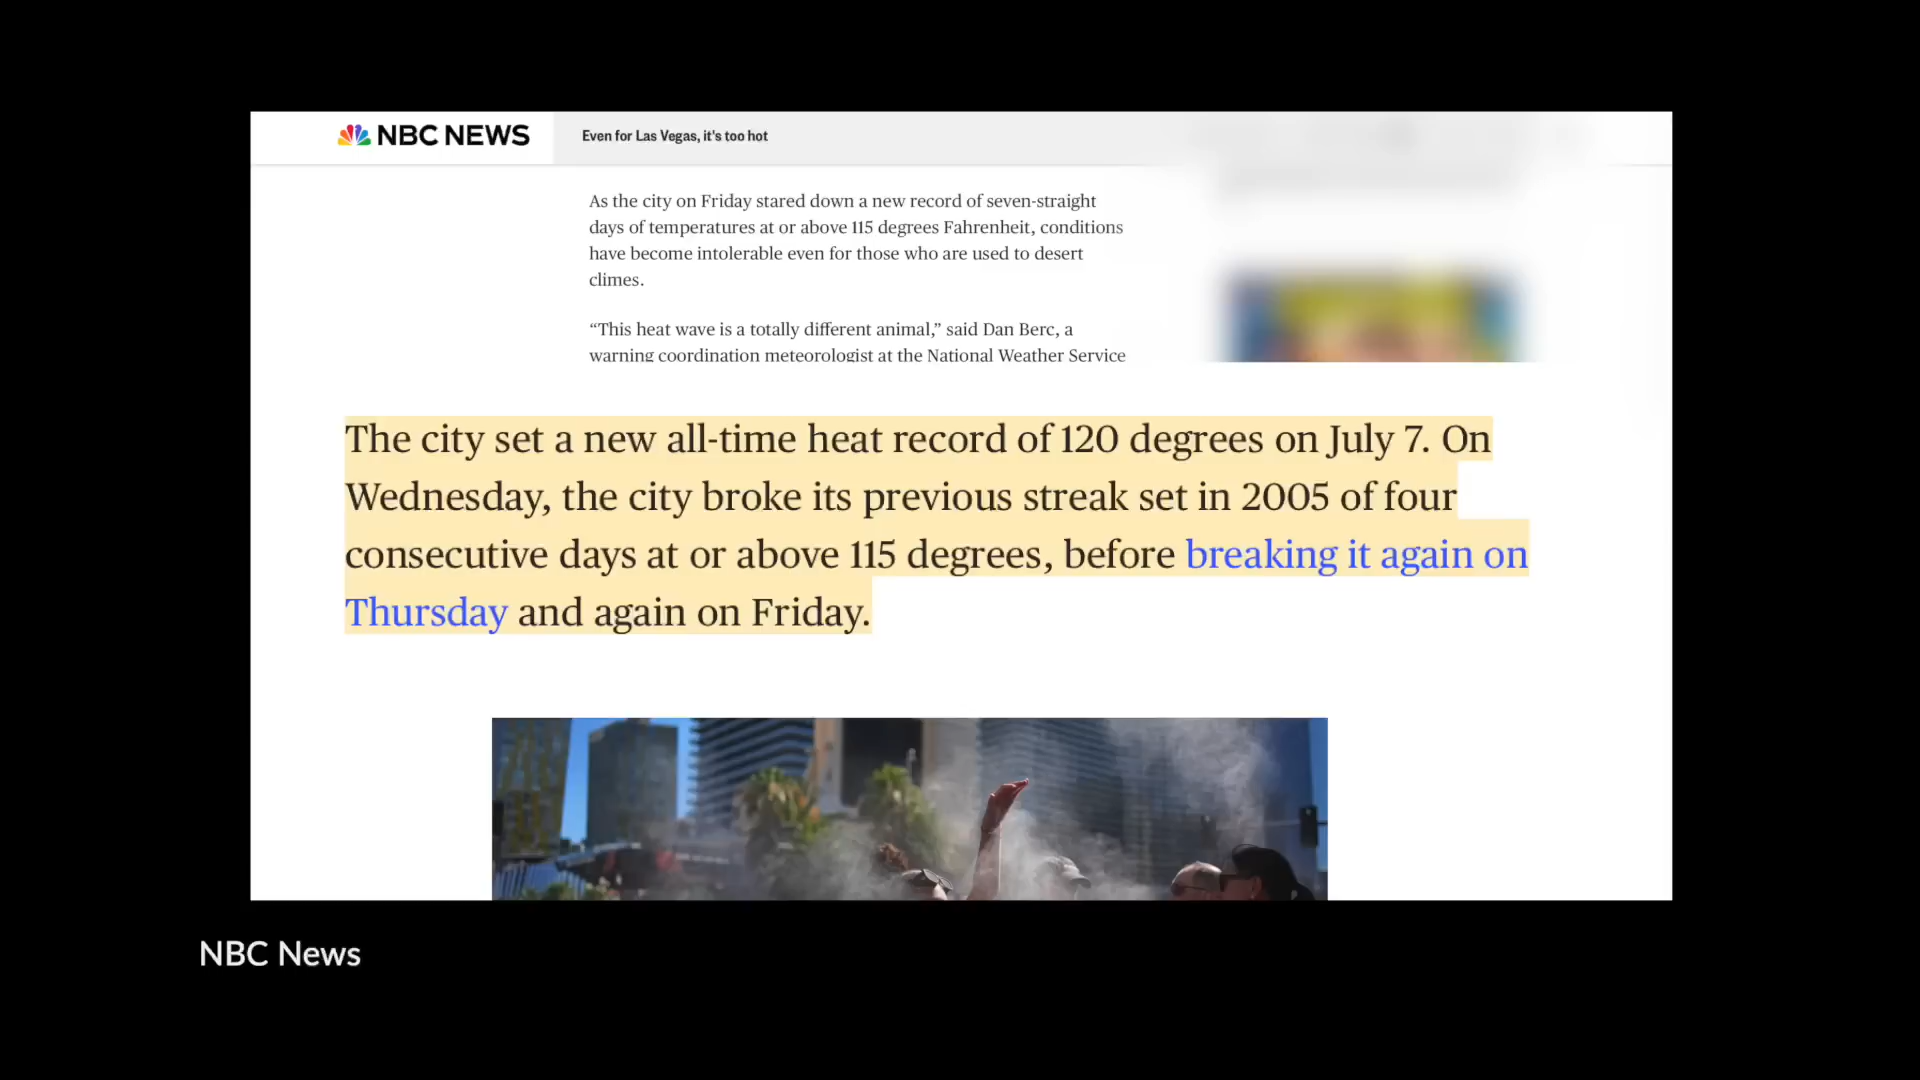 NBC NEWS
Even for Las Vegas, it's too hot
As the city on Friday stared down a new record of seven-straight
days of temperatures at or above 115 degrees Fahrenheit, conditions
have become intolerable even for those who are used to desert
climes.
“This heat wave is a totally different animal,” said Dan Berc, a
warning coordination meteorologist at the National Weather Service
The city set a new all-time heat record of 120 degrees on July 7. On
Wednesday, the city broke its previous streak set in 2005 of four
consecutive days at or above 115 degrees, before breaking it again on
Thursday and again on Friday.
NBC News